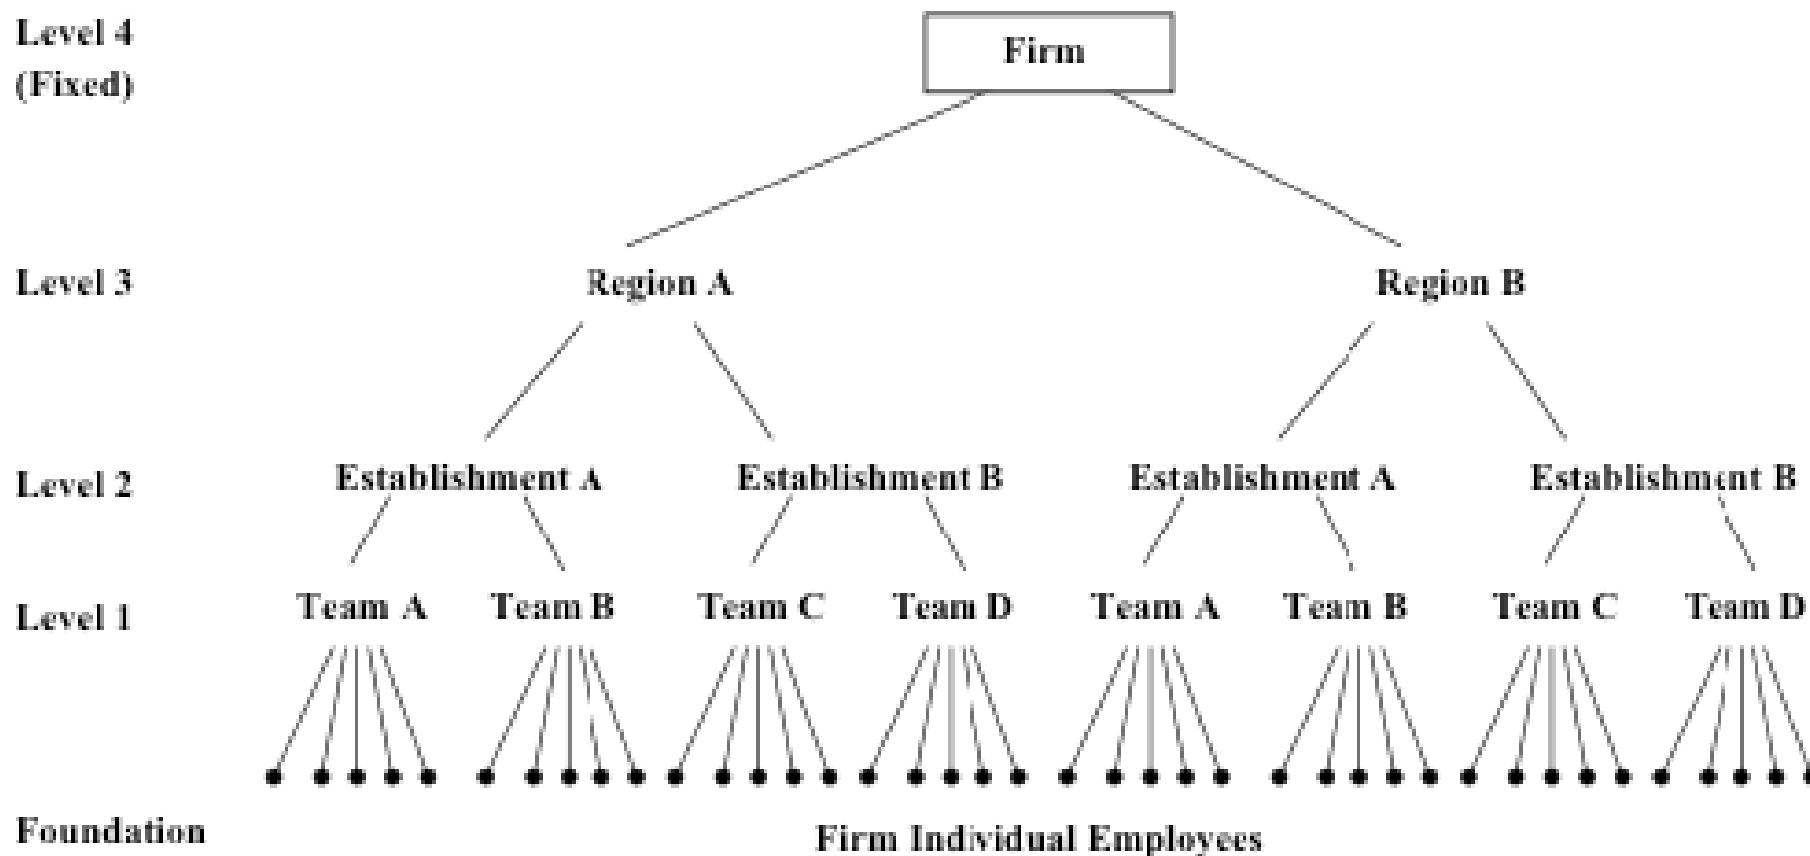 Level 4
(Fixed)
Firm
Level 3
Region A
Region B
Level 2
Establishment A
Establishment B
Establishment A
Establishment B
Level 1
Team A
Team B
Team C
Team D
Team A
Team B
Team C
Team D
Foundation
Firm Individual Employees